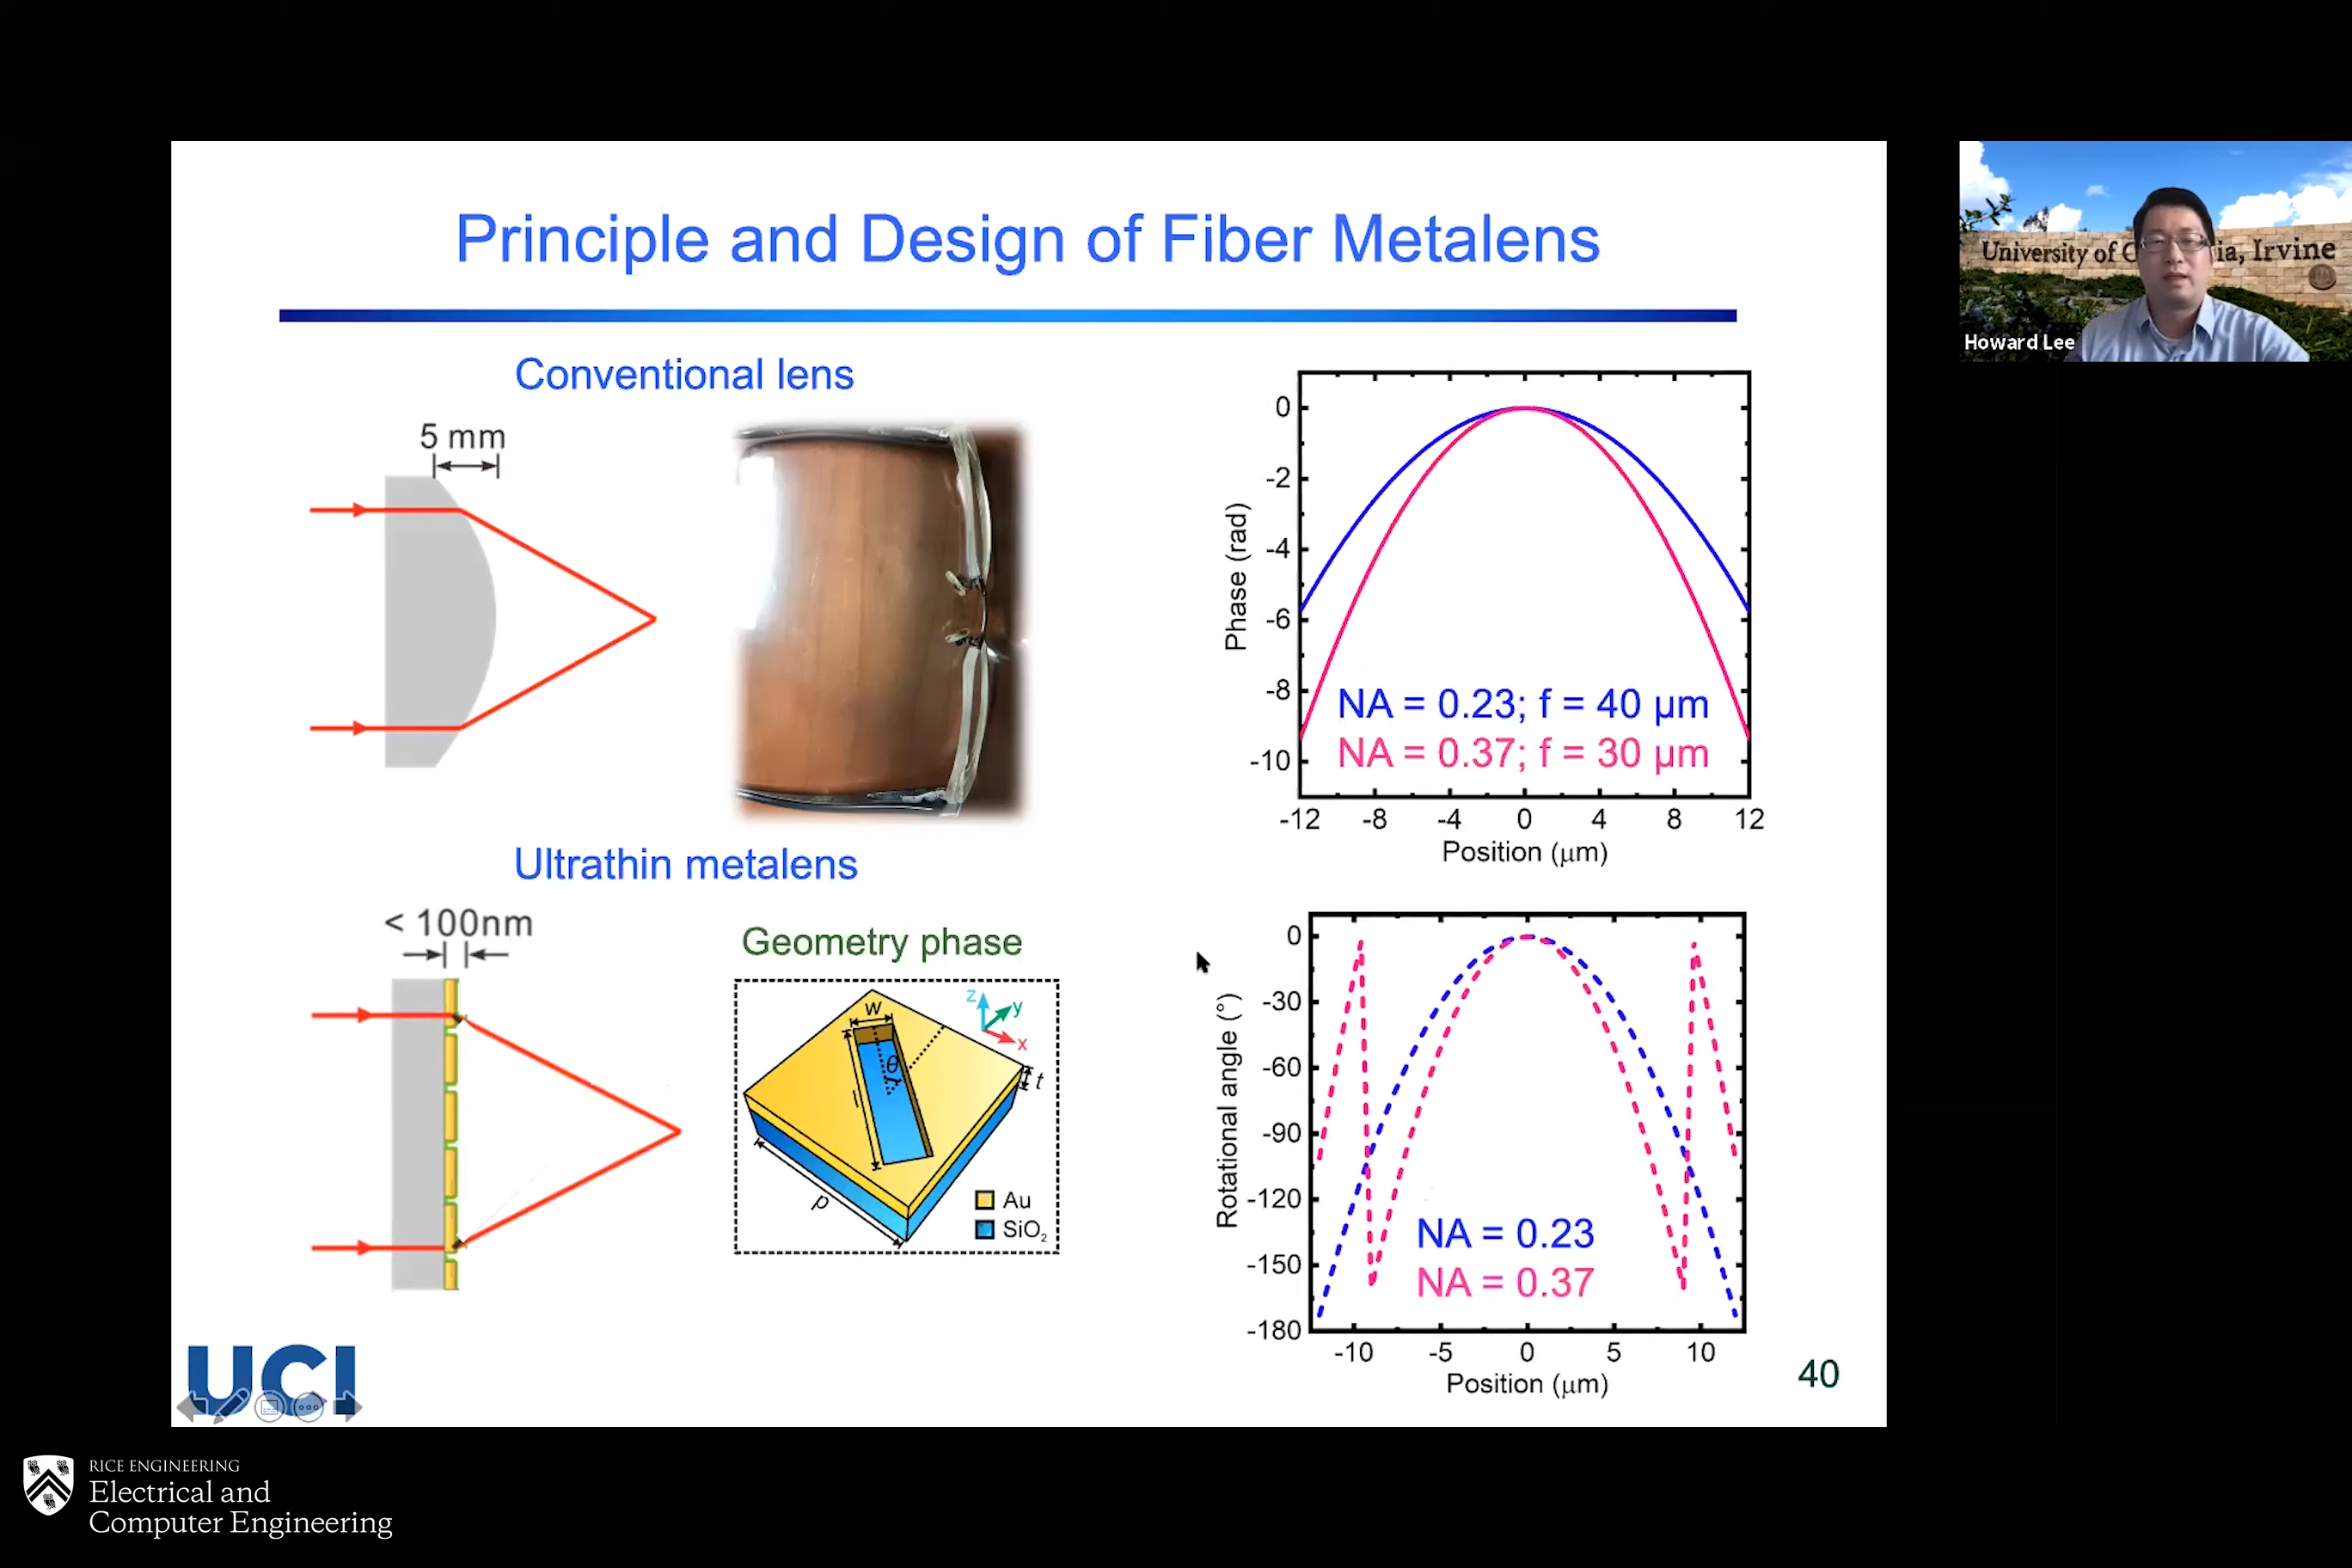 Principle and Design of Fiber Metalens
Conventional lens
5 mm
Ultrathin metalens
< 100nm
Geometry phase
w
θ
l
p
t
z
y
x
Au
SiO2
0
-2
-4
-6
-8
-10
Phase (rad)
NA = 0.23; f = 40 μm
NA = 0.37; f = 30 μm
-12 -8 -4 0 4 8 12
Position (μm)
0
-30
-60
-90
-120
-150
-180
Rotational angle (°)
NA = 0.23
NA = 0.37
-10 -5 0 5 10
Position (μm)
40
UCI
University of C ia, Irvine
Howard Lee
RICE ENGINEERING
Electrical and
Computer Engineering